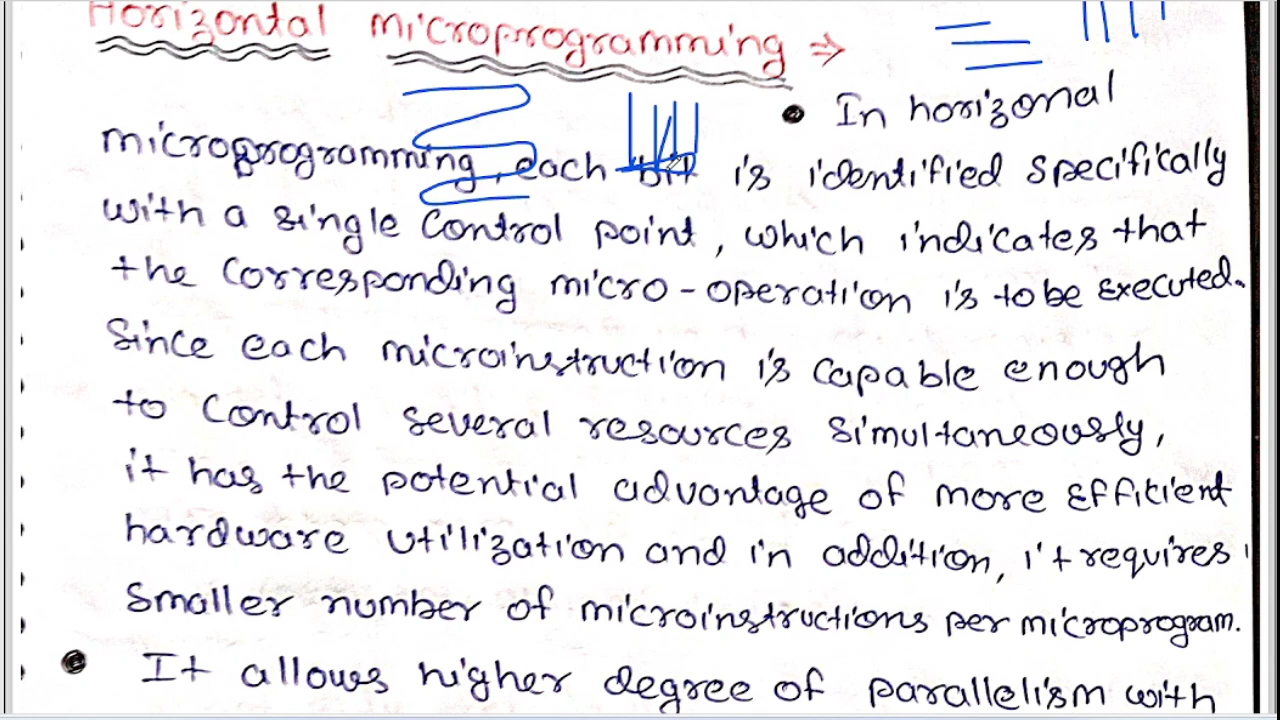 Horizontal microprogramming ⇒
• In horizonal
microprogramming, each bit is identified specifically
with a single control point, which indicates that
the corresponding micro-operation is to be executed.
Since each microinstruction is capable enough
to control several resources simultaneously,
it has the potential advantage of more efficient
hardware utilization and in addition, it requires
smaller number of microinstructions per microprogram.
• It allows higher degree of parallelism with